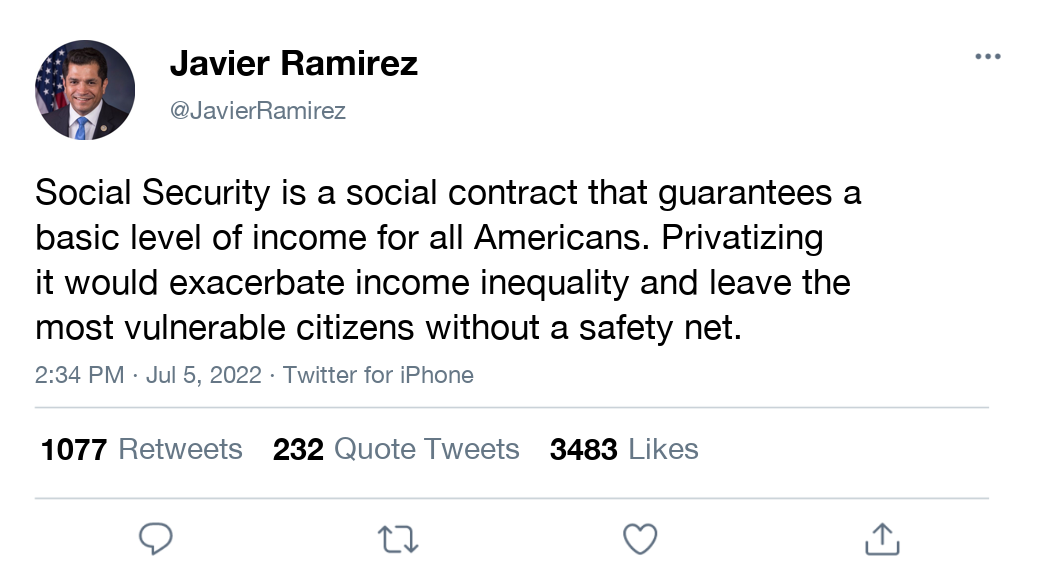 Javier Ramirez
@JavierRamirez
Social Security is a social contract that guarantees a
basic level of income for all Americans. Privatizing
it would exacerbate income inequality and leave the
most vulnerable citizens without a safety net.
2:34 PM · Jul 5, 2022 · Twitter for iPhone
1077 Retweets 232 Quote Tweets 3483 Likes